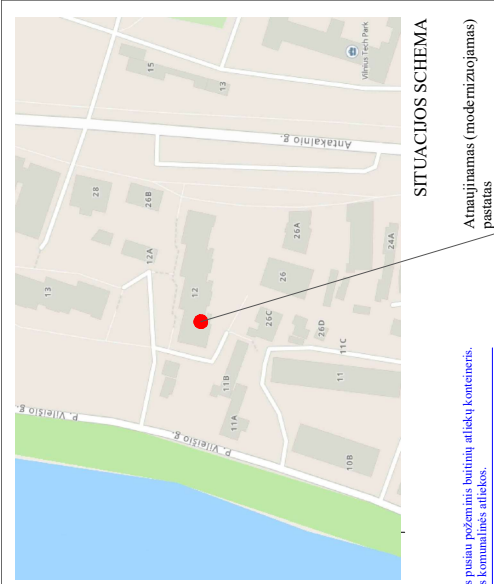 SITUACIJOS SCHEMA
Atnaujinamas (modernizuojamas)
pastatas
s pusiau požeminis buitinių atliekų konteineris.
s komunalinės atliekos.
Vilnius Tech Park
15
13
Antakalnio g.
28
26B
12A
13
12
26A
26
24A
26C
26D
11C
11B
11A
11
10B
P. Vileišio g.
P. Vileišio g.